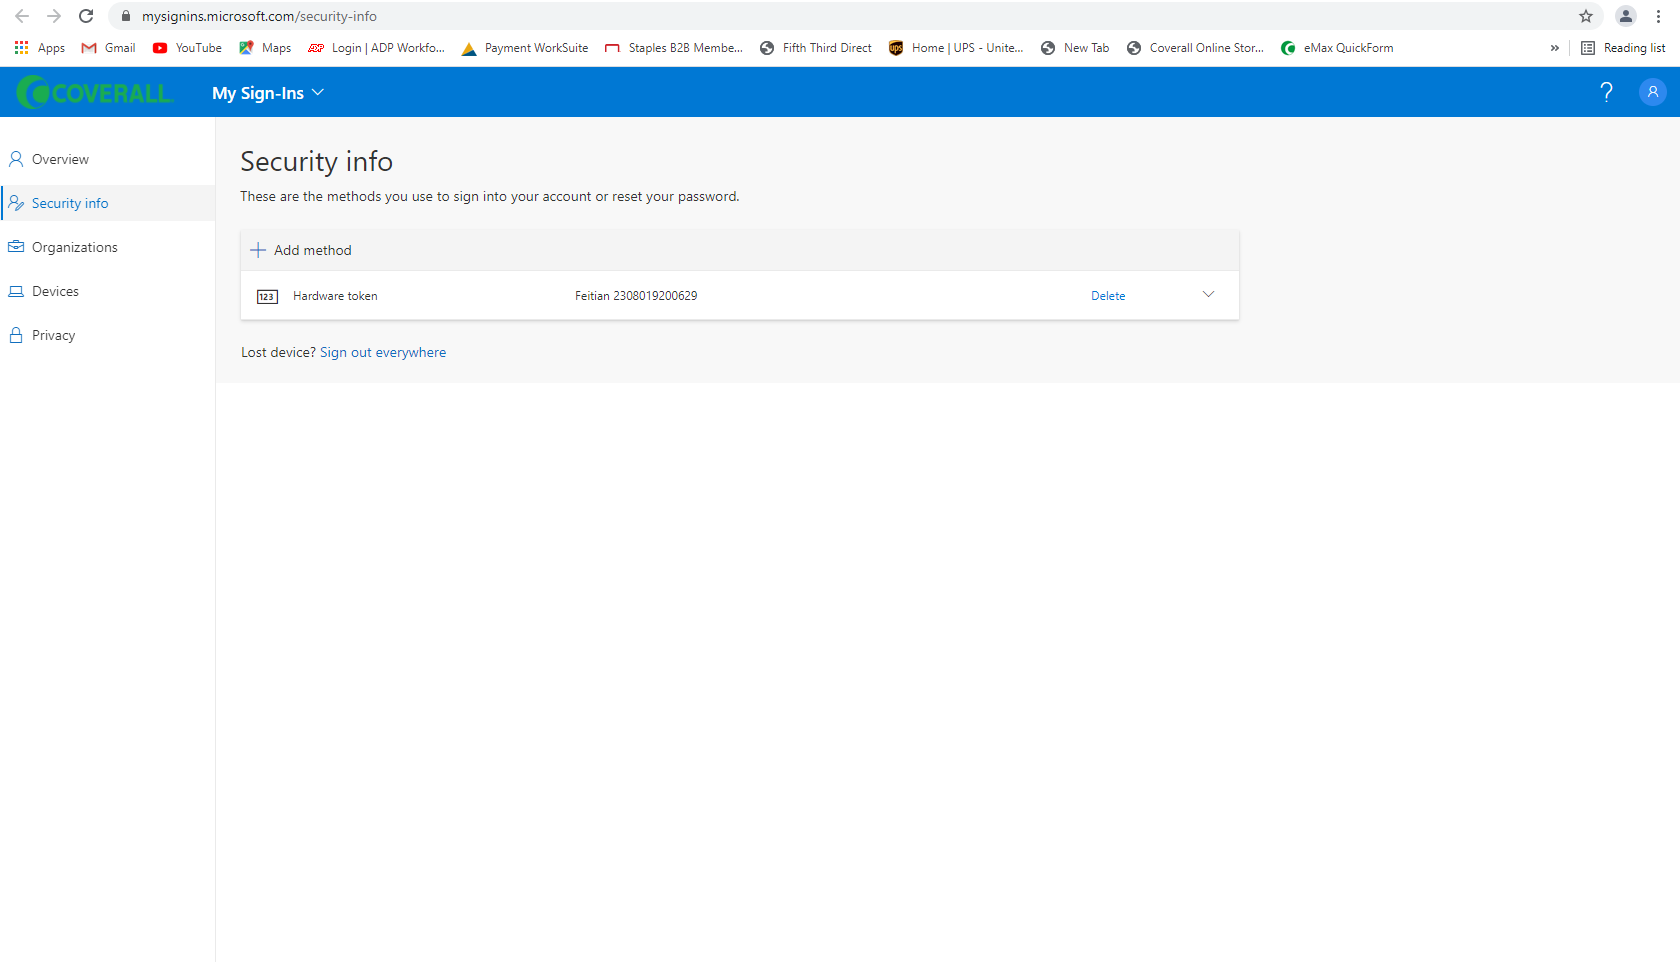 mysignins.microsoft.com/security-info
Apps Gmail YouTube Maps Login | ADP Workfo... Payment WorkSuite Staples B2B Membe... Fifth Third Direct Home | UPS - Unite... New Tab Coverall Online Stor... eMax QuickForm » Reading list
COVERALL My Sign-Ins ?
Overview
Security info
Organizations
Devices
Privacy
Security info
These are the methods you use to sign into your account or reset your password.
Add method
123 Hardware token Feitian 2308019200629 Delete
Lost device? Sign out everywhere